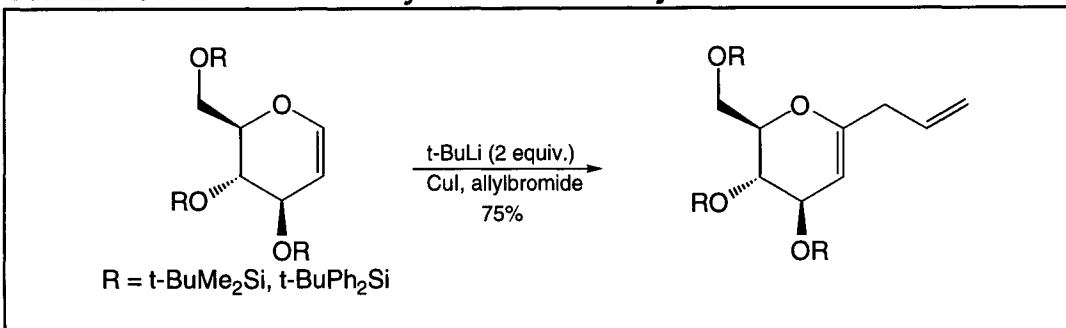 OR
O
RO
OR
R = t-BuMe₂Si, t-BuPh₂Si
t-BuLi (2 equiv.)
CuI, allylbromide
75%
OR
O
RO
OR